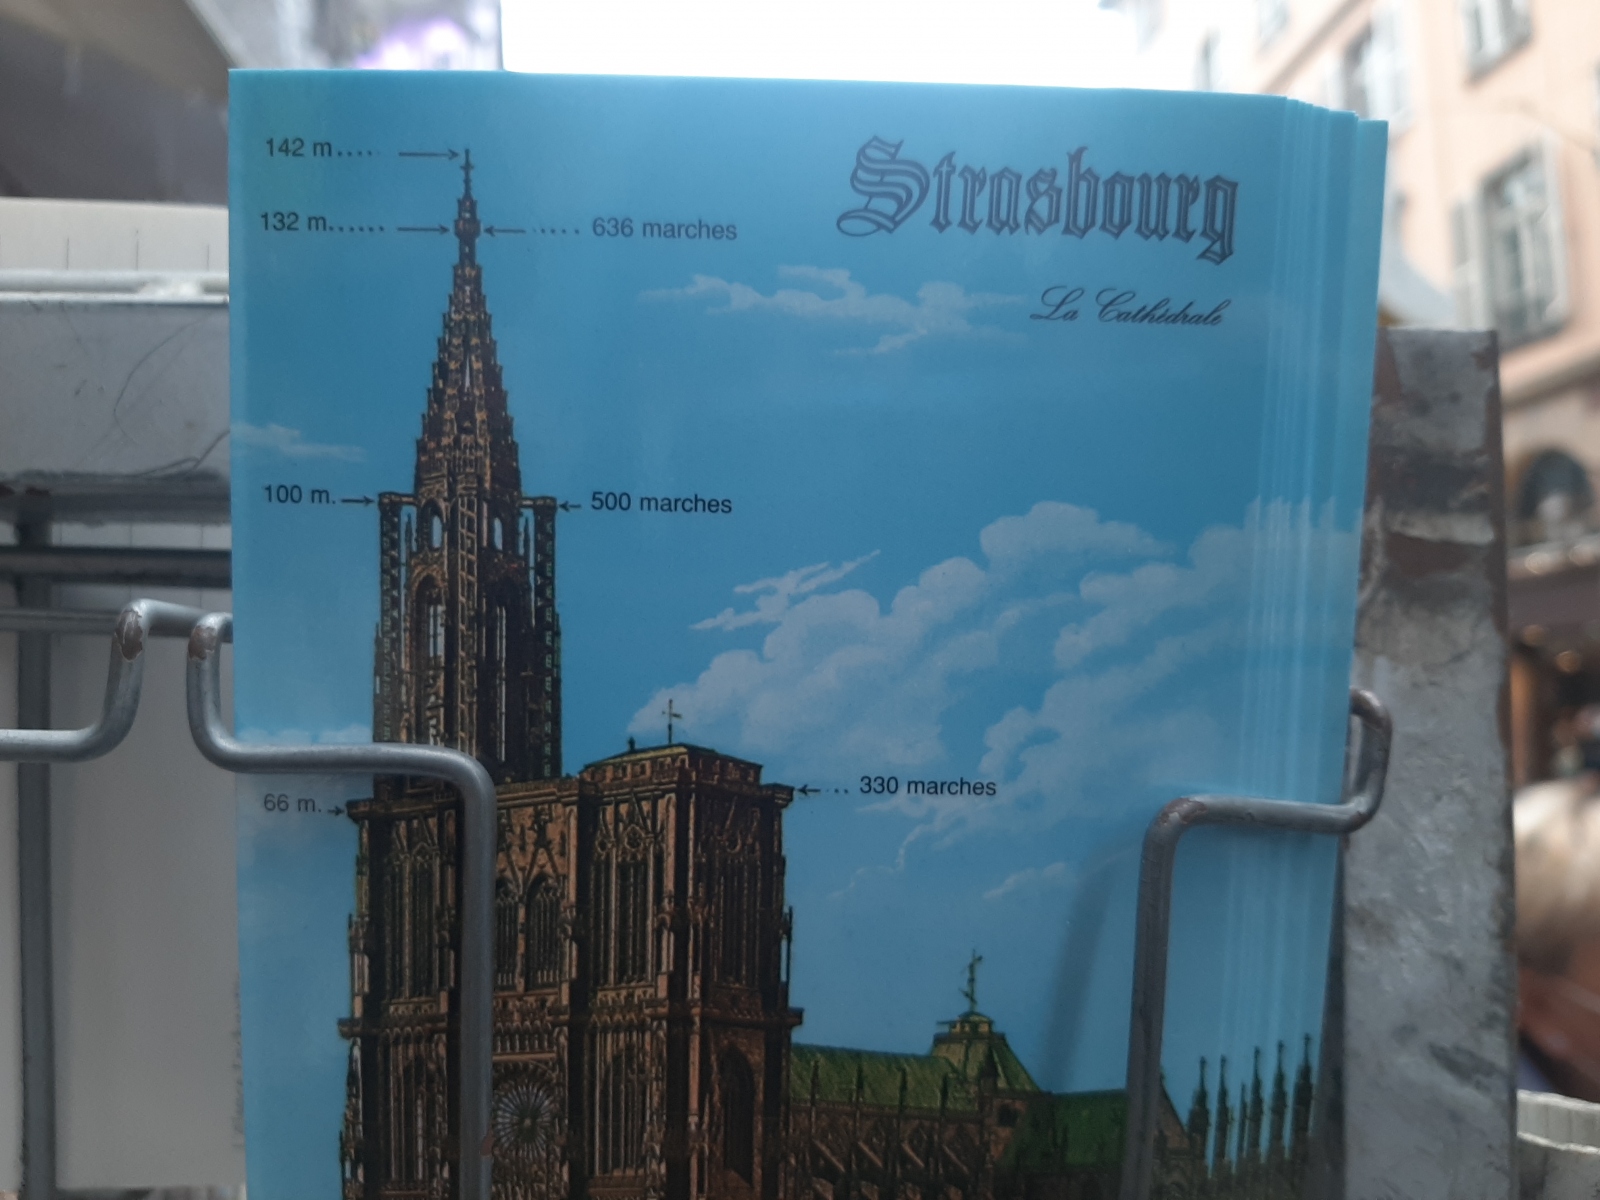 142 m.....
Strasbourg
132 m......
..... 636 marches
La Cathédrale
100 m.
500 marches
... 330 marches
66 m.